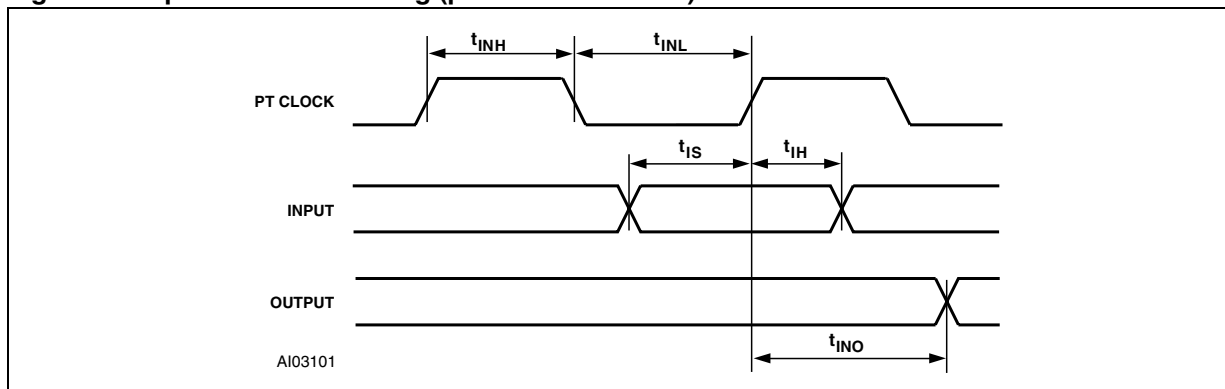 t_INH t_INL
PT CLOCK
t_IS t_IH
INPUT
OUTPUT
t_INO
AI03101